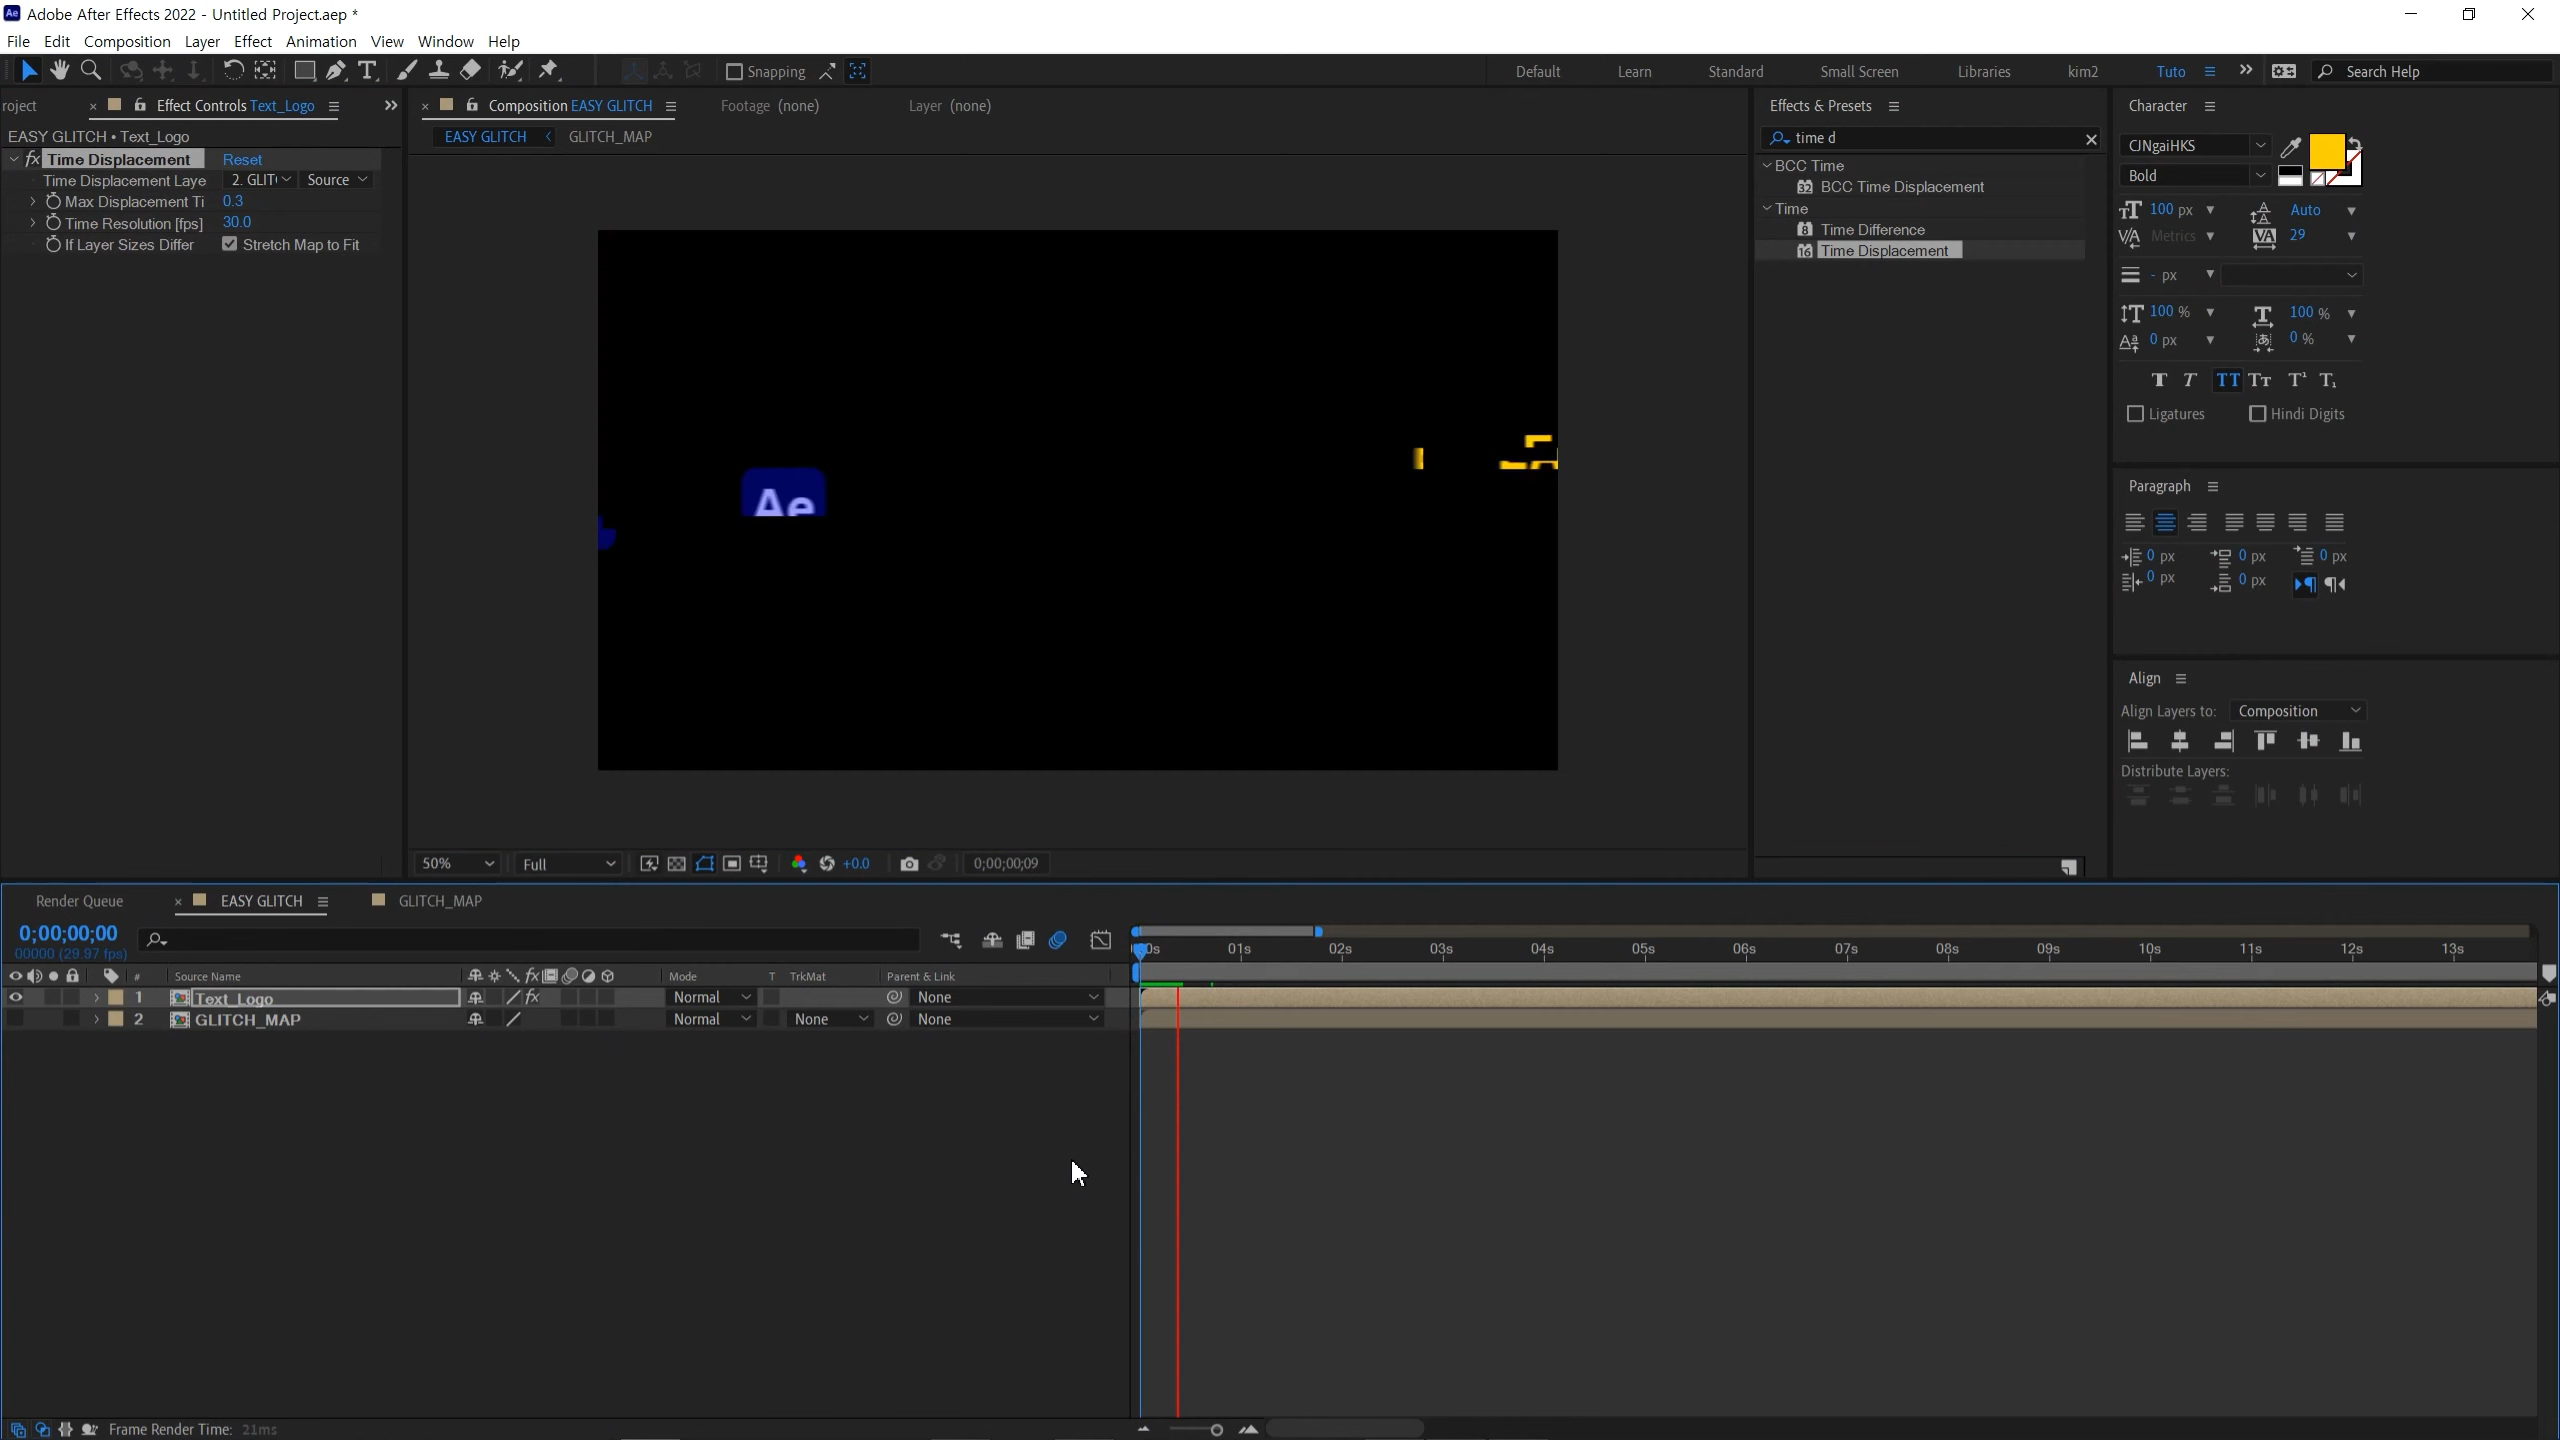 Adobe After Effects 2022 - Untitled Project.aep *
File Edit Composition Layer Effect Animation View Window Help
Snapping
Default Learn Standard Small Screen Libraries kim2 Tuto Search Help
roject Effect Controls Text_Logo Composition EASY GLITCH Footage (none) Layer (none) Effects & Presets Character
EASY GLITCH • Text_Logo
EASY GLITCH GLITCH_MAP
time d
fx Time Displacement Reset
Time Displacement Laye 2. GLIT Source
Max Displacement Ti 0.3
Time Resolution [fps] 30.0
If Layer Sizes Differ Stretch Map to Fit
BCC Time
32 BCC Time Displacement
Time
8 Time Difference
16 Time Displacement
CJNgaiHKS
Bold
100 px Auto
Metrics 29
- px
100 % 100 %
0 px 0 %
Ligatures Hindi Digits
Ae
Paragraph
0 px 0 px 0 px
0 px 0 px
Align
Align Layers to: Composition
Distribute Layers:
50% Full +0.0 0;00;00;09
Render Queue EASY GLITCH GLITCH_MAP
0;00;00;00
00000 (29.97 fps)
0s 01s 02s 03s 04s 05s 06s 07s 08s 09s 10s 11s 12s 13s
# Source Name fx Mode T TrkMat Parent & Link
1 Text_Logo fx Normal None
2 GLITCH_MAP Normal None None
Frame Render Time: 21ms